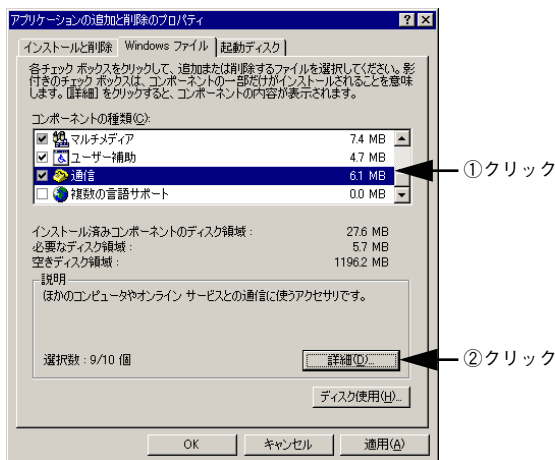 アプリケーションの追加と削除のプロパティ
インストールと削除 Windows ファイル 起動ディスク
各チェック ボックスをクリックして、追加または削除するファイルを選択してください。影
付きのチェック ボックスは、コンポーネントの一部だけがインストールされることを意味
します。[詳細] をクリックすると、コンポーネントの内容が表示されます。
コンポーネントの種類(C):
マルチメディア 7.4 MB
ユーザー補助 4.7 MB
通信 6.1 MB
①クリック
複数の言語サポート 0.0 MB
インストール済みコンポーネントのディスク領域 : 27.6 MB
必要なディスク領域 : 5.7 MB
空きディスク領域 : 1196.2 MB
説明
ほかのコンピュータやオンライン サービスとの通信に使うアクセサリです。
選択数 : 9/10 個
詳細(D)...
②クリック
ディスク使用(H)...
OK キャンセル 適用(A)